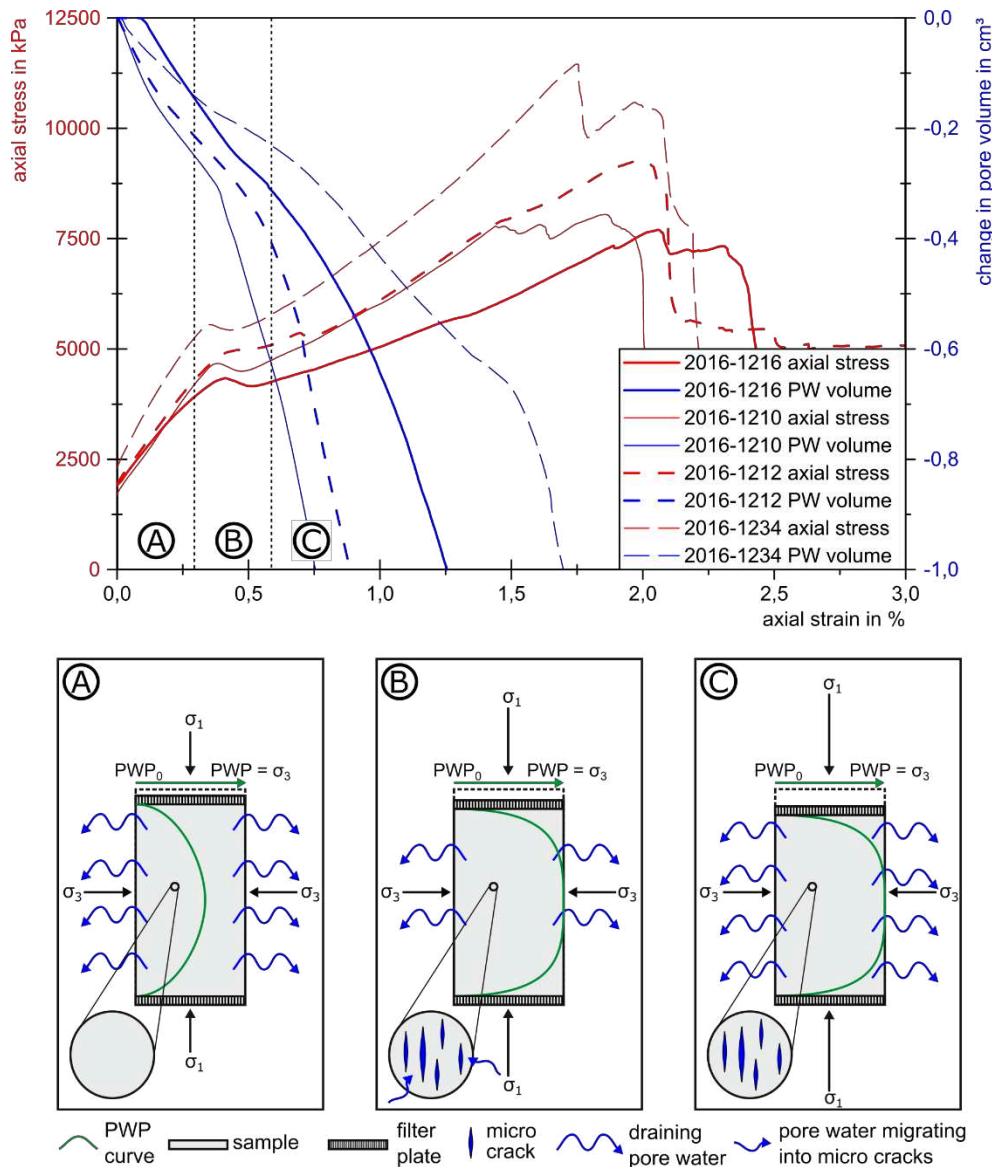 12500
10000
7500
5000
2500
0
axial stress in kPa
0,0
-0,2
-0,4
-0,6
-0,8
-1,0
change in pore volume in cm³
2016-1216 axial stress
2016-1216 PW volume
2016-1210 axial stress
2016-1210 PW volume
2016-1212 axial stress
2016-1212 PW volume
2016-1234 axial stress
2016-1234 PW volume
A B C
0,0 0,5 1,0 1,5 2,0 2,5 3,0
axial strain in %
A
σ1
PWP0 PWP = σ3
σ3 σ3
σ1
B
σ1
PWP0 PWP = σ3
σ3
σ1
C
σ1
PWP0 PWP = σ3
σ3 σ3
σ1
PWP curve
sample
filter plate
micro crack
draining pore water
pore water migrating into micro cracks